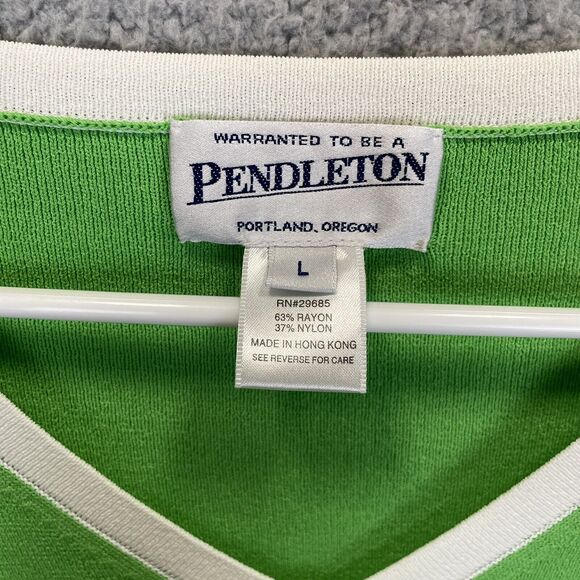 WARRANTED TO BE A
PENDLETON
PORTLAND, OREGON
L
RN#29685
63% RAYON
37% NYLON
MADE IN HONG KONG
SEE REVERSE FOR CARE